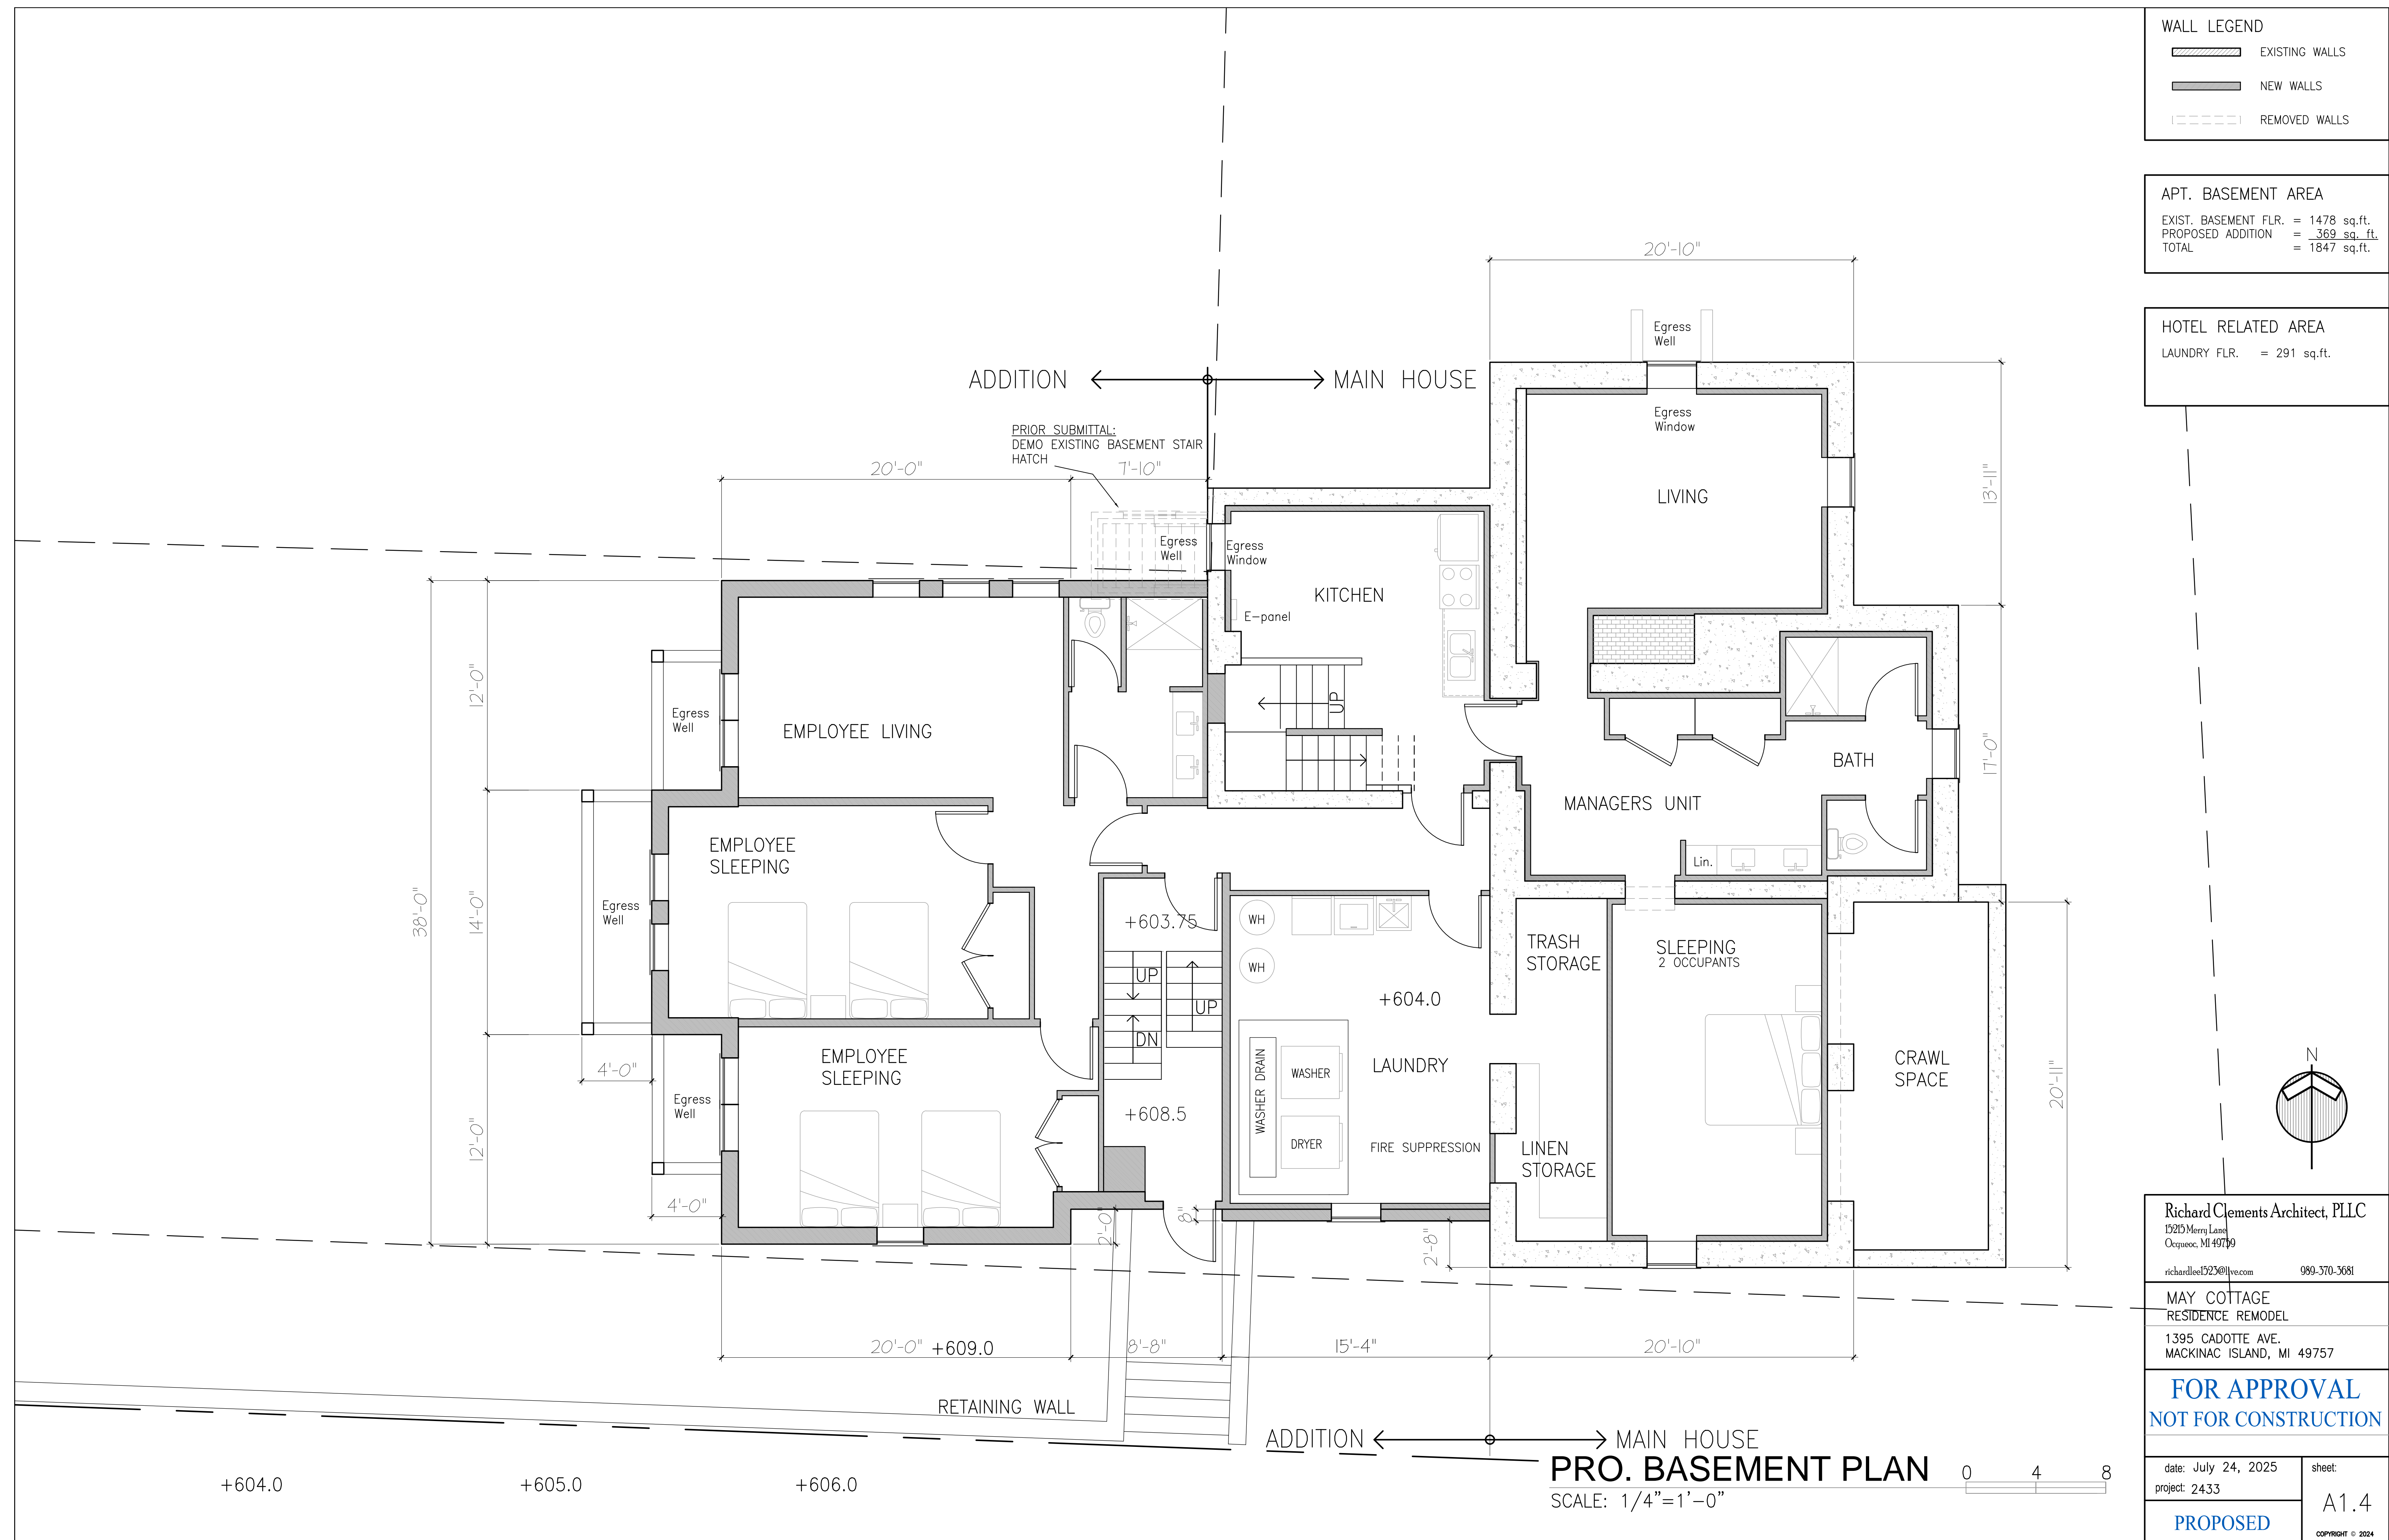 WALL LEGEND
EXISTING WALLS
NEW WALLS
REMOVED WALLS
APT. BASEMENT AREA
EXIST. BASEMENT FLR. = 1478 sq.ft.
PROPOSED ADDITION = 369 sq. ft.
TOTAL = 1847 sq.ft.
HOTEL RELATED AREA
LAUNDRY FLR. = 291 sq.ft.
20'-10"
Egress
Well
ADDITION
MAIN HOUSE
Egress
Window
PRIOR SUBMITTAL:
DEMO EXISTING BASEMENT STAIR
HATCH
20'-0"
7'-10"
13'-11"
LIVING
Egress
Well
Egress
Window
KITCHEN
E-panel
12'-0"
Egress
Well
EMPLOYEE LIVING
UP
BATH
17'-0"
MANAGERS UNIT
EMPLOYEE
SLEEPING
Lin.
38'-0"
14'-0"
Egress
Well
+603.75
WH
WH
TRASH
STORAGE
SLEEPING
2 OCCUPANTS
UP
UP
DN
+604.0
EMPLOYEE
SLEEPING
4'-0"
WASHER DRAIN
WASHER
LAUNDRY
CRAWL
SPACE
20'-11"
N
Egress
Well
+608.5
DRYER
FIRE SUPPRESSION
LINEN
STORAGE
12'-0"
4'-0"
2'-0"
8"
2'-8"
20'-0"
+609.0
8'-8"
15'-4"
20'-10"
RETAINING WALL
ADDITION
MAIN HOUSE
PRO. BASEMENT PLAN
SCALE: 1/4"=1'-0"
0 4 8
+604.0
+605.0
+606.0
Richard Clements Architect, PLLC
15215 Merry Lane
Ocqueoc, MI 49759
richardlee1523@live.com 989-370-3681
MAY COTTAGE
RESIDENCE REMODEL
1395 CADOTTE AVE.
MACKINAC ISLAND, MI 49757
FOR APPROVAL
NOT FOR CONSTRUCTION
date: July 24, 2025
project: 2433
sheet:
A1.4
PROPOSED
COPYRIGHT © 2024